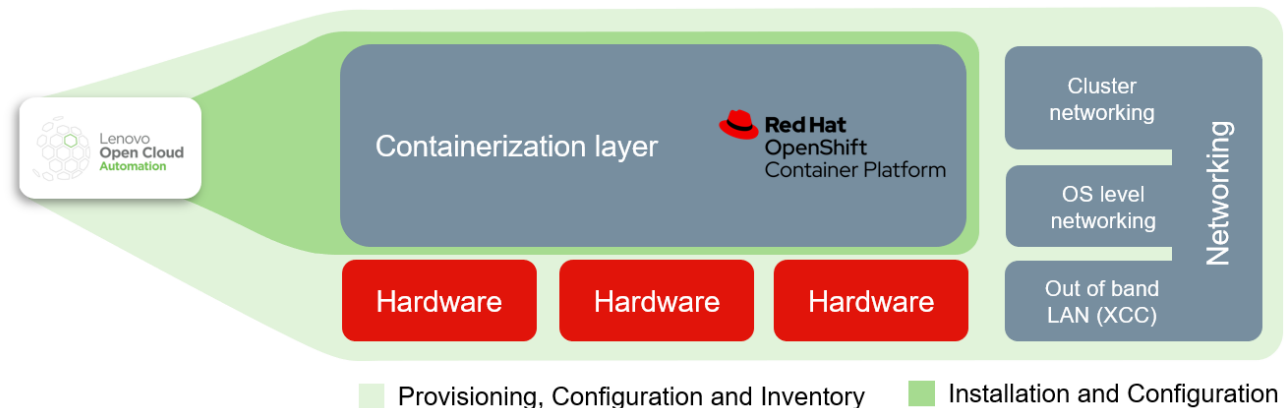 Lenovo
Open Cloud
Automation
Containerization layer
Red Hat
OpenShift
Container Platform
Hardware
Hardware
Hardware
Cluster
networking
OS level
networking
Out of band
LAN (XCC)
Networking
Provisioning, Configuration and Inventory
Installation and Configuration